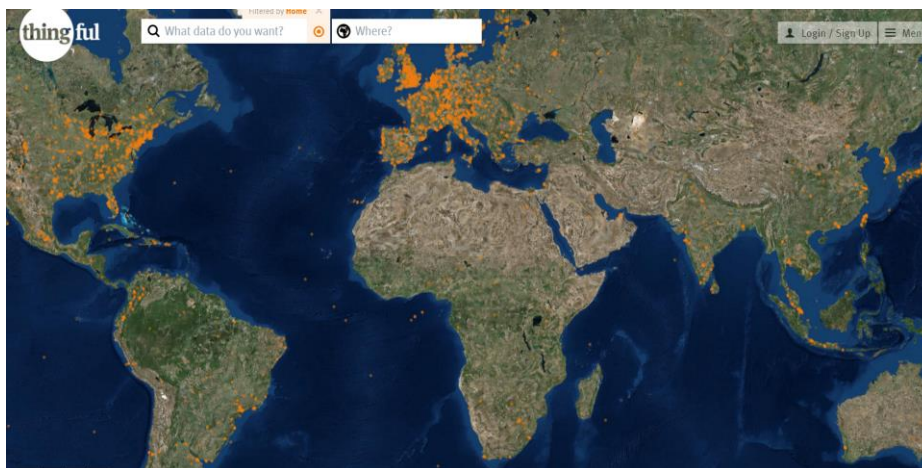 Filtered by Home
thingful
What data do you want?
Where?
Login / Sign Up
Men